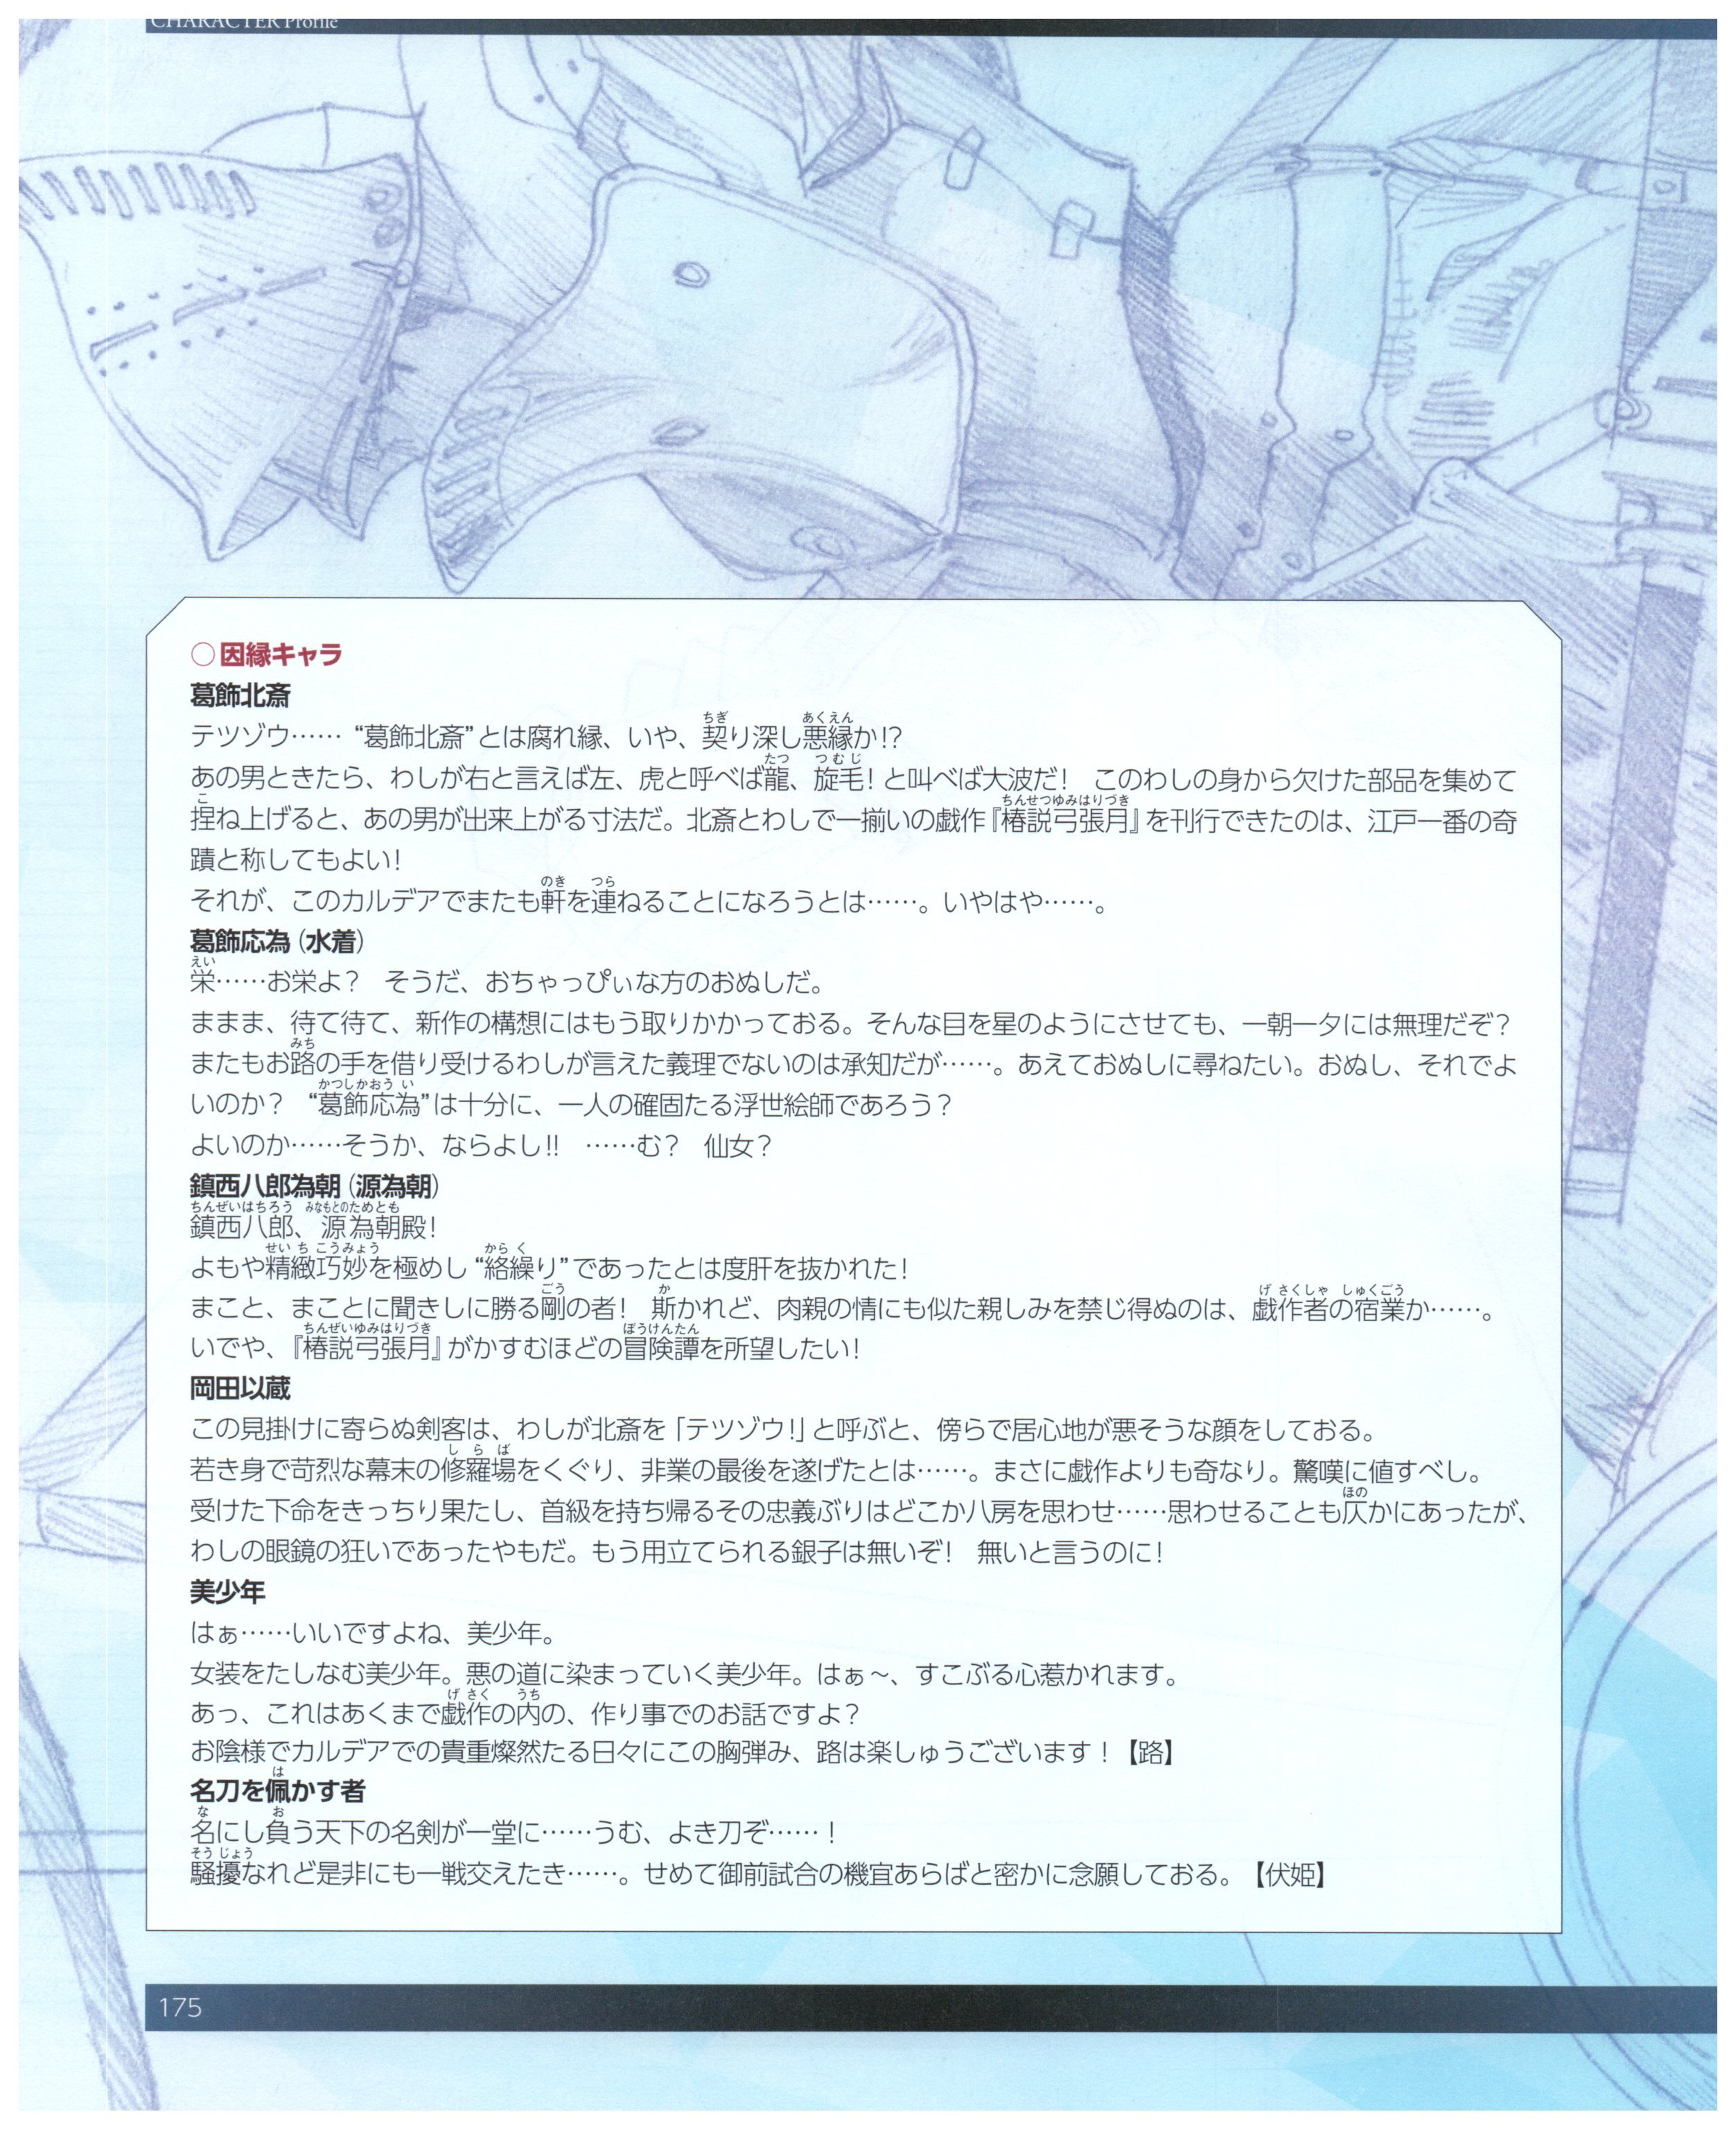 CHARACTER Profile
○因縁キャラ
葛飾北斎
テツゾウ…… “葛飾北斎”とは腐れ縁、いや、契り深し悪縁か!?
あの男ときたら、わしが右と言えば左、虎と呼べば龍、旋毛！と叫べば大波だ！　このわしの身から欠けた部品を集めて
捏ね上げると、あの男が出来上がる寸法だ。北斎とわしで一揃いの戯作『椿説弓張月』を刊行できたのは、江戸一番の奇
蹟と称してもよい！
それが、このカルデアでまたも軒を連ねることになろうとは……。いやはや……。
葛飾応為（水着）
栄……お栄よ？　そうだ、おちゃっぴぃな方のおぬしだ。
ままま、待て待て、新作の構想にはもう取りかかっておる。そんな目を星のようにさせても、一朝一夕には無理だぞ？
またもお路の手を借り受けるわしが言えた義理でないのは承知だが……。あえておぬしに尋ねたい。おぬし、それでよ
いのか？　“葛飾応為”は十分に、一人の確固たる浮世絵師であろう？
よいのか……そうか、ならよし!!　……む？　仙女？
鎮西八郎為朝（源為朝）
鎮西八郎、源為朝殿！
よもや精緻巧妙を極めし“絡繰り”であったとは度肝を抜かれた！
まこと、まことに聞きしに勝る剛の者！　斯かれど、肉親の情にも似た親しみを禁じ得ぬのは、戯作者の宿業か……。
いでや、『椿説弓張月』がかすむほどの冒険譚を所望したい！
岡田以蔵
この見掛けに寄らぬ剣客は、わしが北斎を「テツゾウ！」と呼ぶと、傍らで居心地が悪そうな顔をしておる。
若き身で苛烈な幕末の修羅場をくぐり、非業の最後を遂げたとは……。まさに戯作よりも奇なり。驚嘆に値すべし。
受けた下命をきっちり果たし、首級を持ち帰るその忠義ぶりはどこか八房を思わせ……思わせることも仄かにあったが、
わしの眼鏡の狂いであったやもだ。もう用立てられる銀子は無いぞ！　無いと言うのに！
美少年
はぁ……いいですよね、美少年。
女装をたしなむ美少年。悪の道に染まっていく美少年。はぁ～、すこぶる心惹かれます。
あっ、これはあくまで戯作の内の、作り事でのお話ですよ？
お陰様でカルデアでの貴重燦然たる日々にこの胸弾み、路は楽しゅうございます！【路】
名刀を佩かす者
名にし負う天下の名剣が一堂に……うむ、よき刀ぞ……！
騒擾なれど是非にも一戦交えたき……。せめて御前試合の機宜あらばと密かに念願しておる。【伏姫】
175